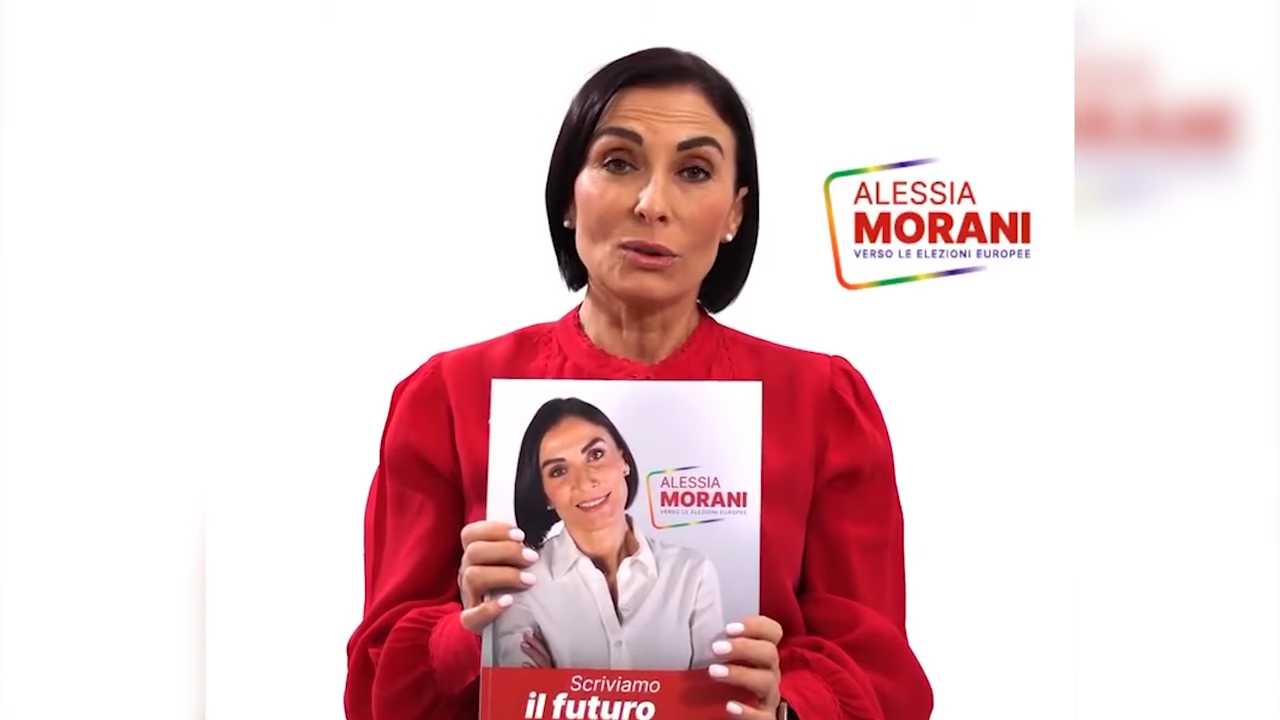 ALESSIA
MORANI
VERSO LE ELEZIONI EUROPEE
ALESSIA
MORANI
VERSO LE ELEZIONI EUROPEE
Scriviamo
il futuro